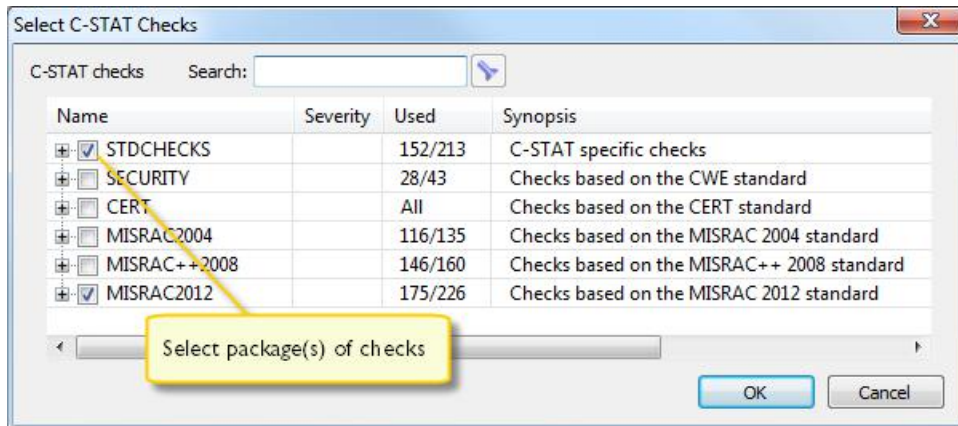 Select C-STAT Checks
C-STAT checks Search:
Name Severity Used Synopsis
STDCHECKS 152/213 C-STAT specific checks
SECURITY 28/43 Checks based on the CWE standard
CERT All Checks based on the CERT standard
MISRAC2004 116/135 Checks based on the MISRAC 2004 standard
MISRAC++2008 146/160 Checks based on the MISRAC++ 2008 standard
MISRAC2012 175/226 Checks based on the MISRAC 2012 standard
Select package(s) of checks
OK Cancel